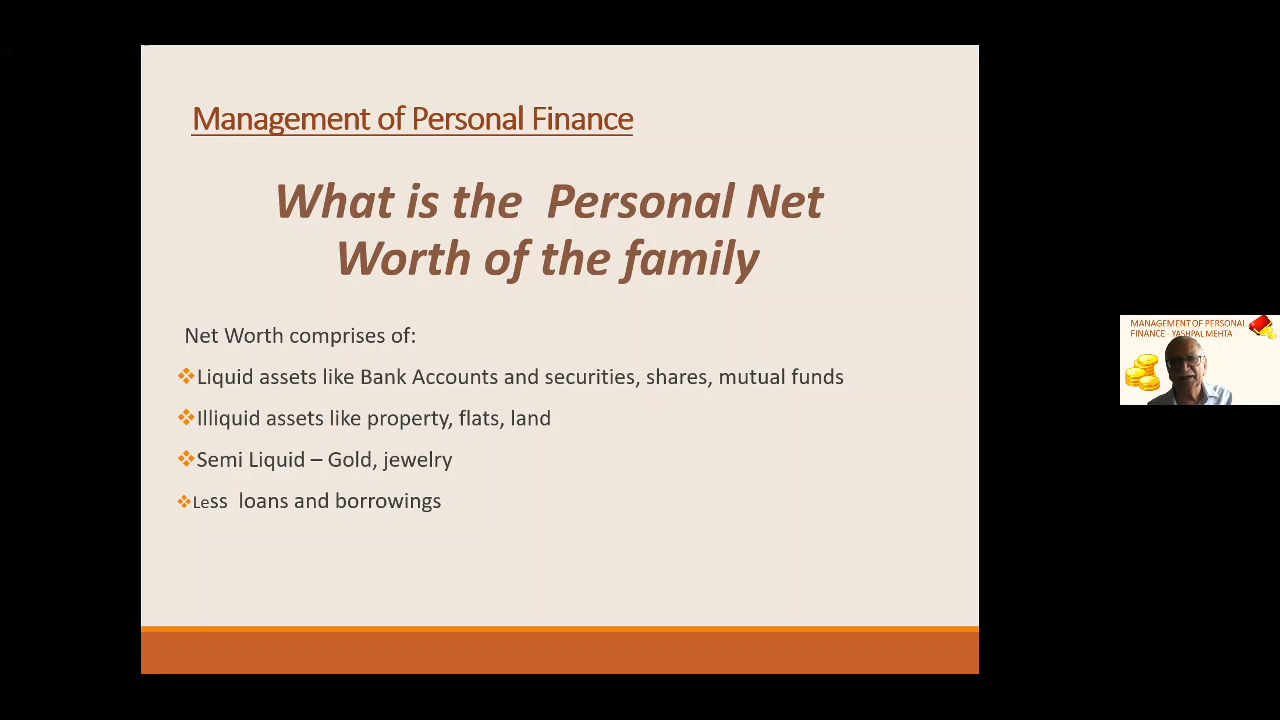 Management of Personal Finance
What is the Personal Net
Worth of the family
Net Worth comprises of:
Liquid assets like Bank Accounts and securities, shares, mutual funds
Illiquid assets like property, flats, land
Semi Liquid – Gold, jewelry
Less loans and borrowings
MANAGEMENT OF PERSONAL
FINANCE - YASHPAL MEHTA